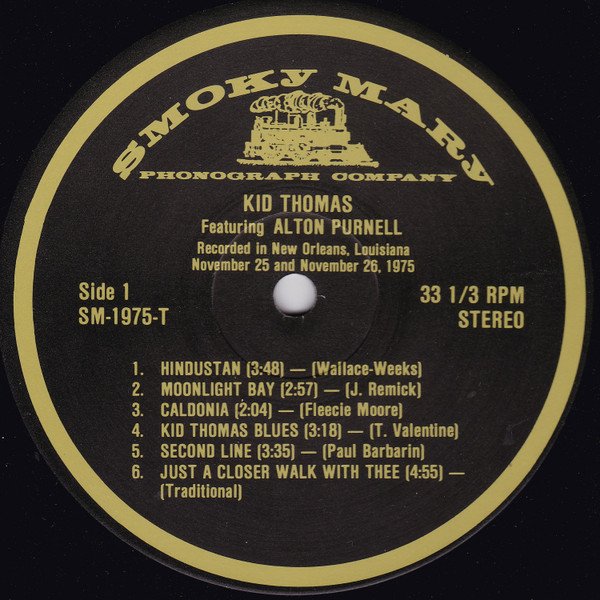 SMOKY MARY
PHONOGRAPH COMPANY
KID THOMAS
Featuring ALTON PURNELL
Recorded in New Orleans, Louisiana
November 25 and November 26, 1975
Side 1
SM-1975-T
33 1/3 RPM
STEREO
1. HINDUSTAN (3:48) — (Wallace-Weeks)
2. MOONLIGHT BAY (2:57) — (J. Remick)
3. CALDONIA (2:04) — (Fleecie Moore)
4. KID THOMAS BLUES (3:18) — (T. Valentine)
5. SECOND LINE (3:35) — (Paul Barbarin)
6. JUST A CLOSER WALK WITH THEE (4:55) —
(Traditional)